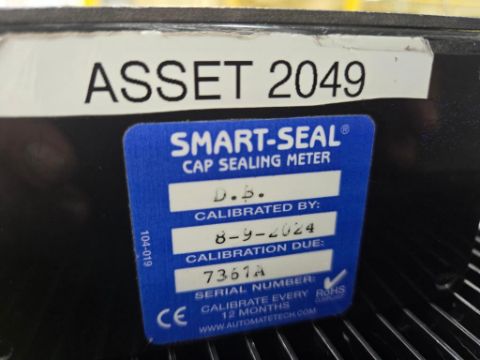 ASSET 2049
SMART-SEAL®
CAP SEALING METER
D.B.
CALIBRATED BY:
8-9-2024
CALIBRATION DUE:
7361A
SERIAL NUMBER:
CALIBRATE EVERY
12 MONTHS
WWW.AUTOMATETECH.COM
RoHS
CE
104-019